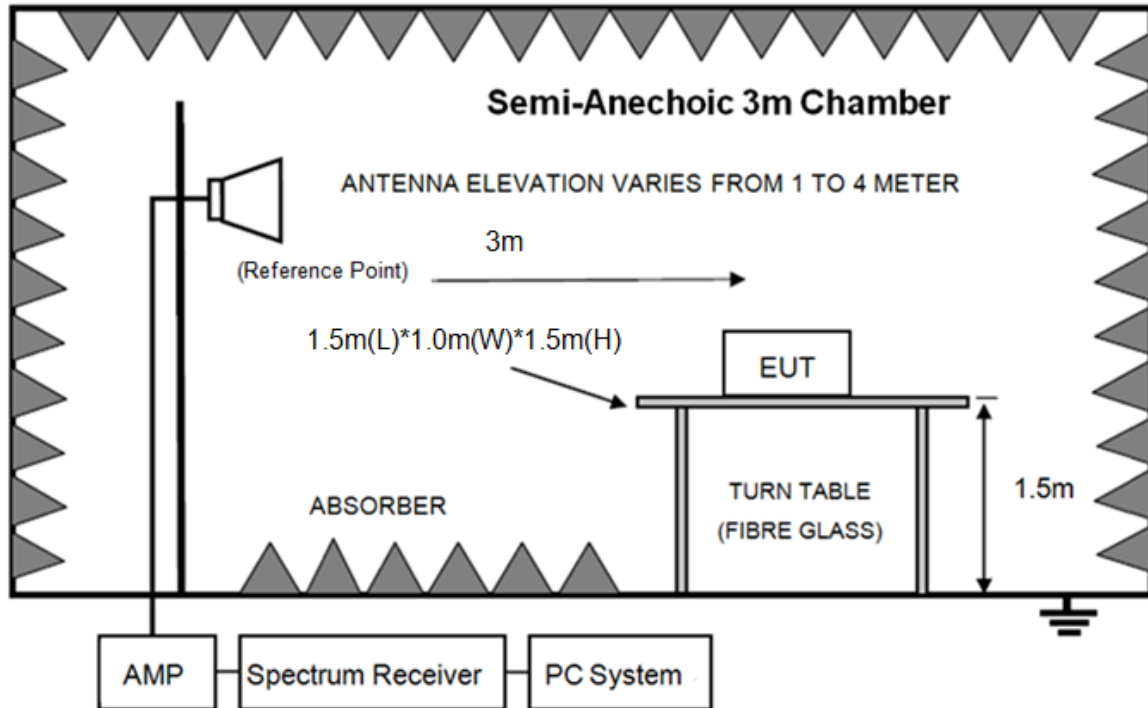 Semi-Anechoic 3m Chamber
ANTENNA ELEVATION VARIES FROM 1 TO 4 METER
3m
(Reference Point)
1.5m(L)*1.0m(W)*1.5m(H)
EUT
ABSORBER
TURN TABLE
(FIBRE GLASS)
1.5m
AMP
Spectrum Receiver
PC System